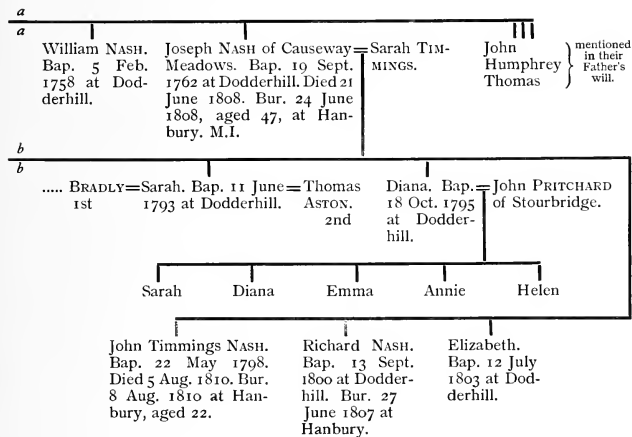 a
a
William NASH.
Bap. 5 Feb.
1758 at Dod-
derhill.
Joseph NASH of Causeway
Meadows. Bap. 19 Sept.
1762 at Dodderhill. Died 21
June 1808. Bur. 24 June
1808, aged 47, at Han-
bury. M.I.
=
Sarah TIM-
MINGS.
John
Humphrey
Thomas
} mentioned
in their
Father's
will.
b
b
..... BRADLY=
1st
Sarah. Bap. 11 June=
1793 at Dodderhill.
Thomas
ASTON.
2nd
Diana. Bap.=
18 Oct. 1795
at Dodder-
hill.
John PRITCHARD
of Stourbridge.
Sarah
Diana
Emma
Annie
Helen
John Timmings NASH.
Bap. 22 May 1798.
Died 5 Aug. 1810. Bur.
8 Aug. 1810 at Han-
bury, aged 22.
Richard NASH.
Bap. 13 Sept.
1800 at Dodder-
hill. Bur. 27
June 1807 at
Hanbury.
Elizabeth.
Bap. 12 July
1803 at Dod-
derhill.